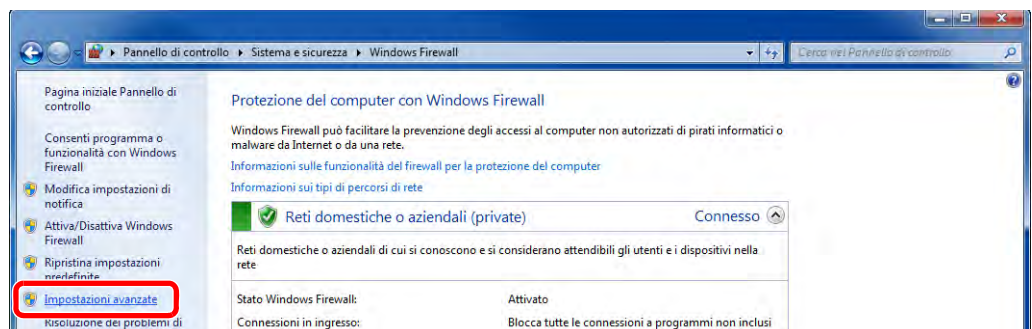 Pannello di controllo Sistema e sicurezza Windows Firewall
Cerca nel Pannello di controllo
Pagina iniziale Pannello di
controllo
Consenti programma o
funzionalità con Windows
Firewall
Modifica impostazioni di
notifica
Attiva/Disattiva Windows
Firewall
Ripristina impostazioni
predefinite
Impostazioni avanzate
Risoluzione dei problemi di
Protezione del computer con Windows Firewall
Windows Firewall può facilitare la prevenzione degli accessi al computer non autorizzati di pirati informatici o
malware da Internet o da una rete.
Informazioni sulle funzionalità del firewall per la protezione del computer
Informazioni sui tipi di percorsi di rete
Reti domestiche o aziendali (private) Connesso
Reti domestiche o aziendali di cui si conoscono e si considerano attendibili gli utenti e i dispositivi nella
rete
Stato Windows Firewall: Attivato
Connessioni in ingresso: Blocca tutte le connessioni a programmi non inclusi